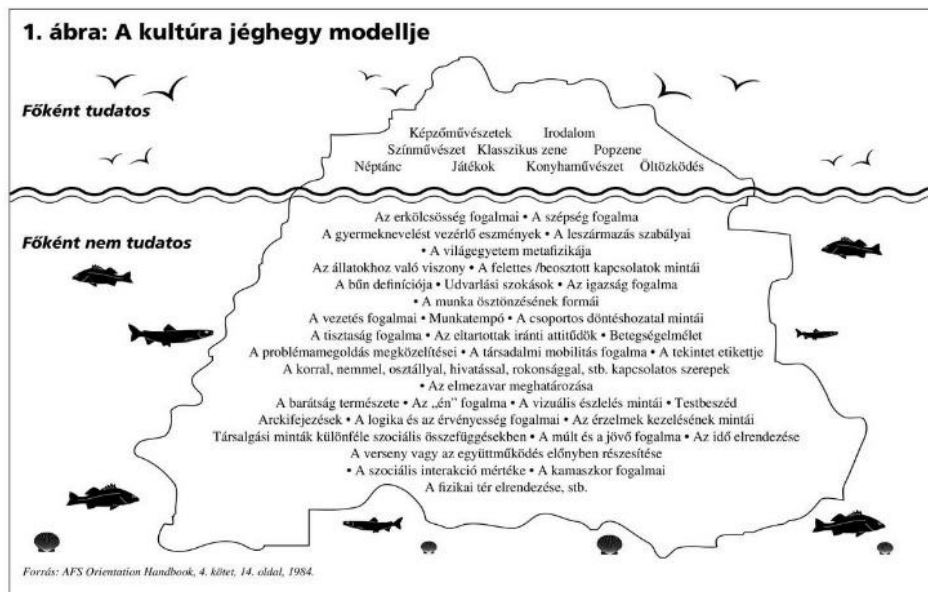 1. ábra: A kultúra jéghegy modellje
Főként tudatos
Képzőművészetek Irodalom
Színművészet Klasszikus zene Popzene
Néptánc Játékok Konyhaművészet Öltözködés
Főként nem tudatos
Az erkölcsösség fogalmai • A szépség fogalma
A gyermeknevelést vezérlő eszmények • A leszármazás szabályai
• A világegyetem metafizikája
Az állatokhoz való viszony • A felettes /beosztott kapcsolatok mintái
A bűn definíciója • Udvarlási szokások • Az igazság fogalma
• A munka ösztönzésének formái
A vezetés fogalmai • Munkatempó • A csoportos döntéshozatal mintái
A tisztaság fogalma • Az eltartottak iránti attitűdök • Betegségelmélet
A problémamegoldás megközelítései • A társadalmi mobilitás fogalma • A tekintet etikettje
A korral, nemmel, osztállyal, hivatással, rokonsággal, stb. kapcsolatos szerepek
• Az elmezavar meghatározása
A barátság természete • Az „én” fogalma • A vizuális észlelés mintái • Testbeszéd
Arckifejezések • A logika és az érvényesség fogalmai • Az érzelmek kezelésének mintái
Társalgási minták különféle szociális összefüggésekben • A múlt és a jövő fogalma • Az idő elrendezése
A verseny vagy az együttműködés előnyben részesítése
• A szociális interakció mértéke • A kamaszkor fogalmai
A fizikai tér elrendezése, stb.
Forrás: AFS Orientation Handbook, 4. kötet, 14. oldal, 1984.